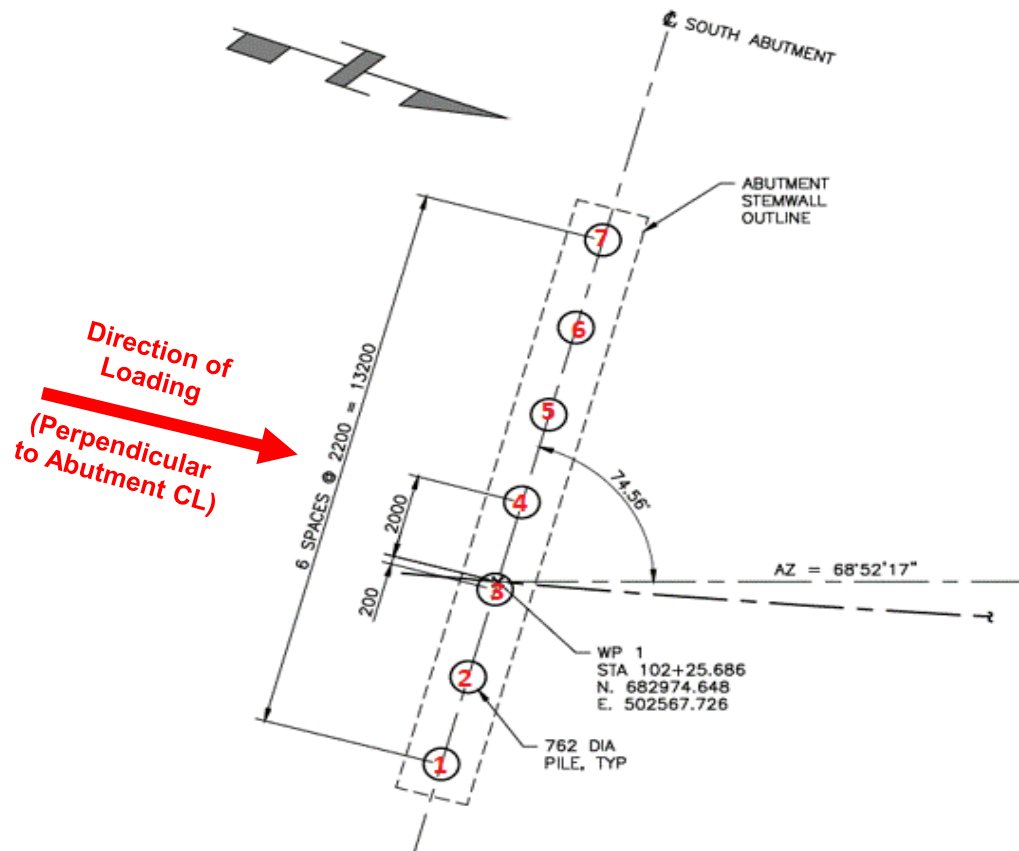 ℄ SOUTH ABUTMENT
ABUTMENT
STEMWALL
OUTLINE
7
6
5
4
3
2
1
Direction of
Loading
(Perpendicular
to Abutment CL)
6 SPACES @ 2200 = 13200
2000
200
74.56°
AZ = 68°52'17"
WP 1
STA 102+25.686
N. 682974.648
E. 502567.726
762 DIA
PILE, TYP